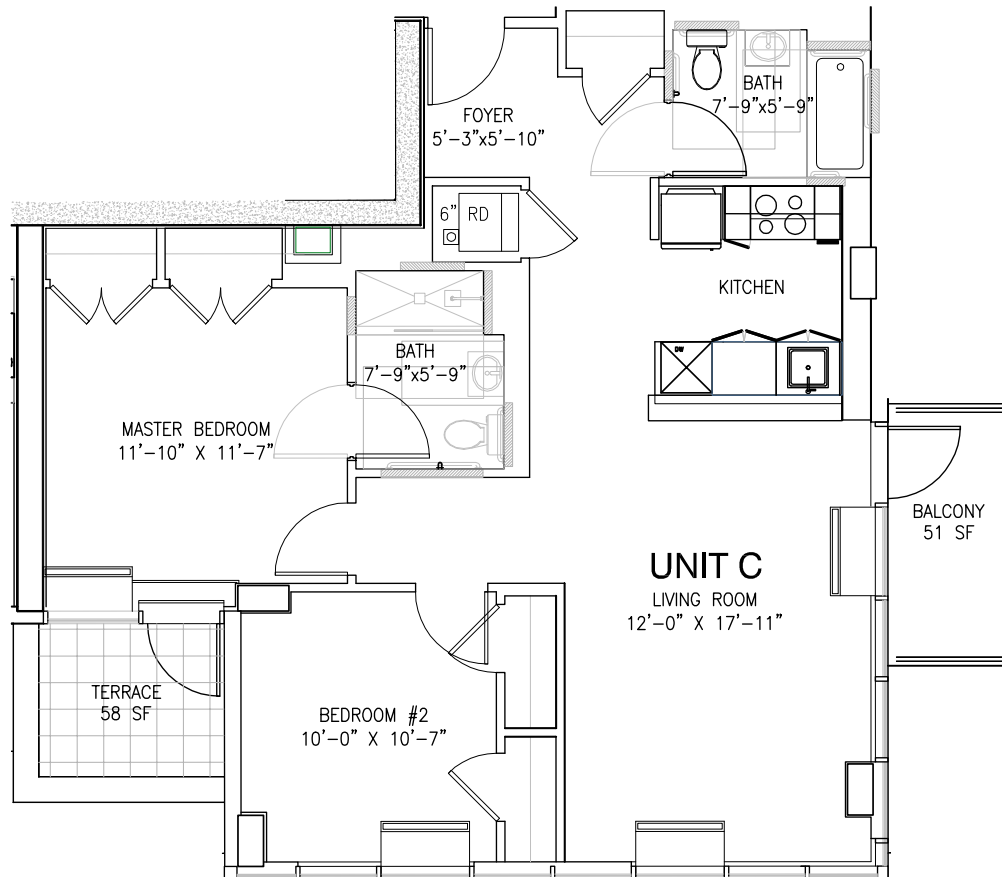 BATH
7'-9"x5'-9"
FOYER
5'-3"x5'-10"
6" RD
KITCHEN
DW
BATH
7'-9"x5'-9"
MASTER BEDROOM
11'-10" X 11'-7"
BALCONY
51 SF
UNIT C
LIVING ROOM
12'-0" X 17'-11"
TERRACE
58 SF
BEDROOM #2
10'-0" X 10'-7"